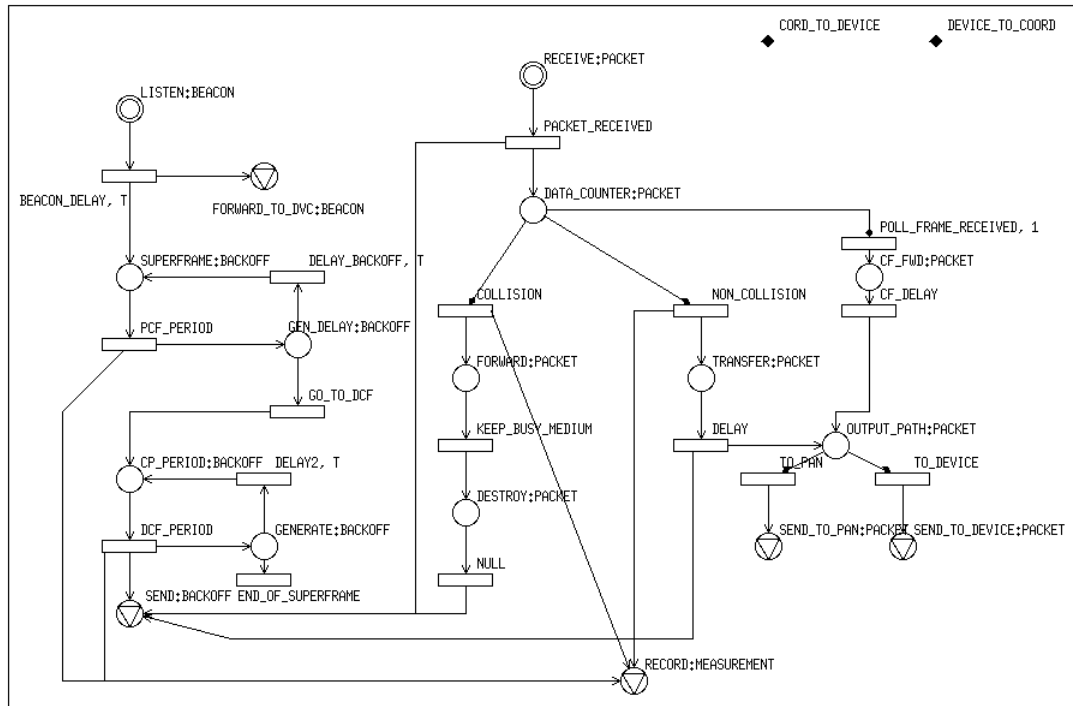 CORD_TO_DEVICE DEVICE_TO_COORD
RECEIVE:PACKET
LISTEN:BEACON
PACKET_RECEIVED
BEACON_DELAY, T
FORWARD_TO_DVC:BEACON
DATA_COUNTER:PACKET
POLL_FRAME_RECEIVED, 1
SUPERFRAME:BACKOFF DELAY_BACKOFF, T
CF_FWD:PACKET
COLLISION
NON_COLLISION
CF_DELAY
PCF_PERIOD
GEN_DELAY:BACKOFF
FORWARD:PACKET
TRANSFER:PACKET
GO_TO_DCF
KEEP_BUSY_MEDIUM
DELAY
OUTPUT_PATH:PACKET
CP_PERIOD:BACKOFF DELAY2, T
TO_PAN
TO_DEVICE
DESTROY:PACKET
DCF_PERIOD
GENERATE:BACKOFF
SEND_TO_PAN:PACKET SEND_TO_DEVICE:PACKET
NULL
SEND:BACKOFF END_OF_SUPERFRAME
RECORD:MEASUREMENT